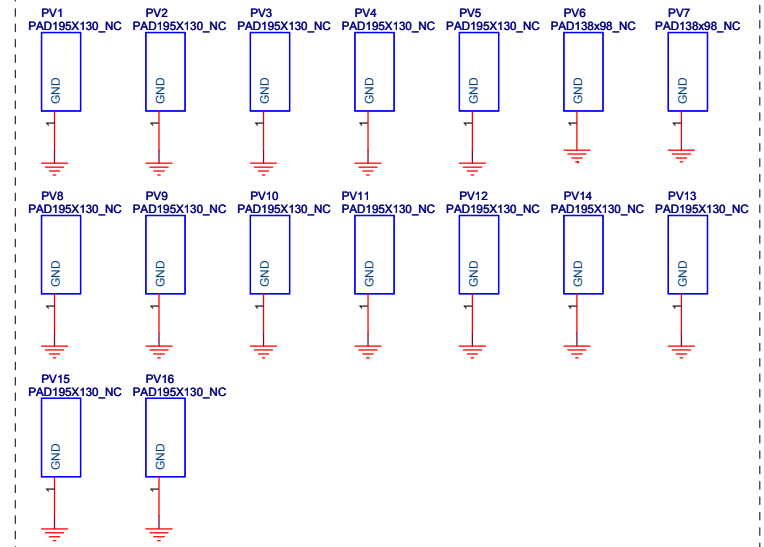 PV1 PV2 PV3 PV4 PV5 PV6 PV7
PAD195X130_NC PAD195X130_NC PAD195X130_NC PAD195X130_NC PAD195X130_NC PAD138x98_NC PAD138x98_NC
GND GND GND GND GND GND GND
1 1 1 1 1 1 1
PV8 PV9 PV10 PV11 PV12 PV14 PV13
PAD195X130_NC PAD195X130_NC PAD195X130_NC PAD195X130_NC PAD195X130_NC PAD195X130_NC PAD195X130_NC
GND GND GND GND GND GND GND
1 1 1 1 1 1 1
PV15 PV16
PAD195X130_NC PAD195X130_NC
GND GND
1 1